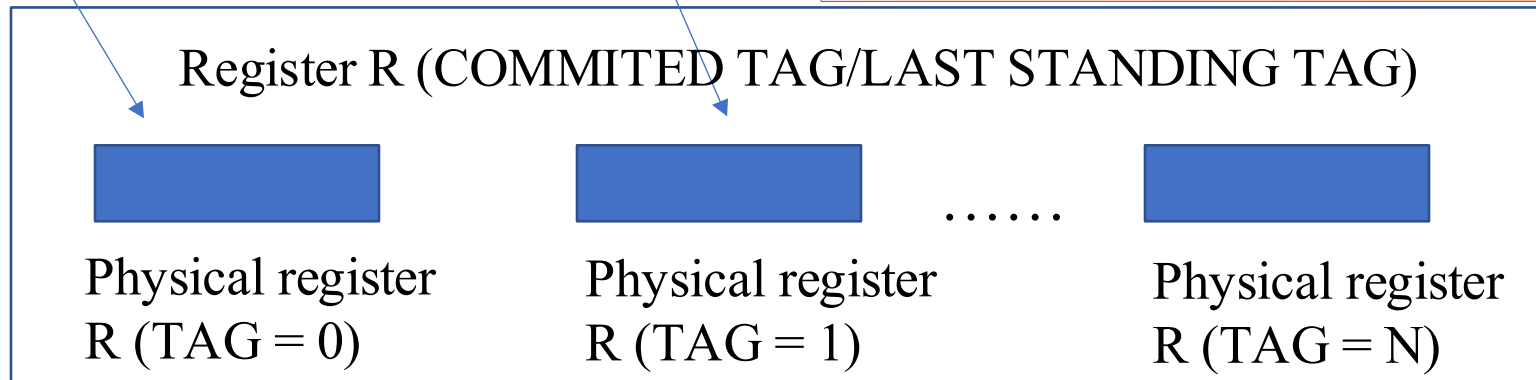 Register R (COMMITED TAG/LAST STANDING TAG)
......
Physical register
R (TAG = 0)
Physical register
R (TAG = 1)
Physical register
R (TAG = N)